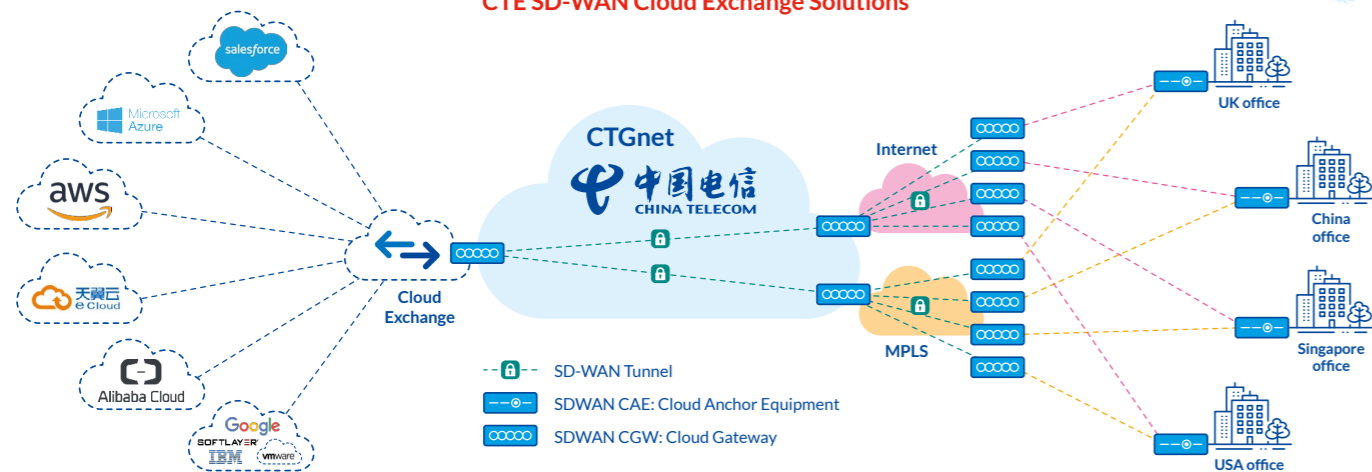 CTE SD-WAN Cloud Exchange Solutions
salesforce
Microsoft
Azure
aws
天翼云
e Cloud
Alibaba Cloud
Google
SOFTLAYER
IBM
vmware
Cloud
Exchange
CTGnet
中国电信
CHINA TELECOM
Internet
MPLS
UK office
China
office
Singapore
office
USA office
SD-WAN Tunnel
SDWAN CAE: Cloud Anchor Equipment
SDWAN CGW: Cloud Gateway